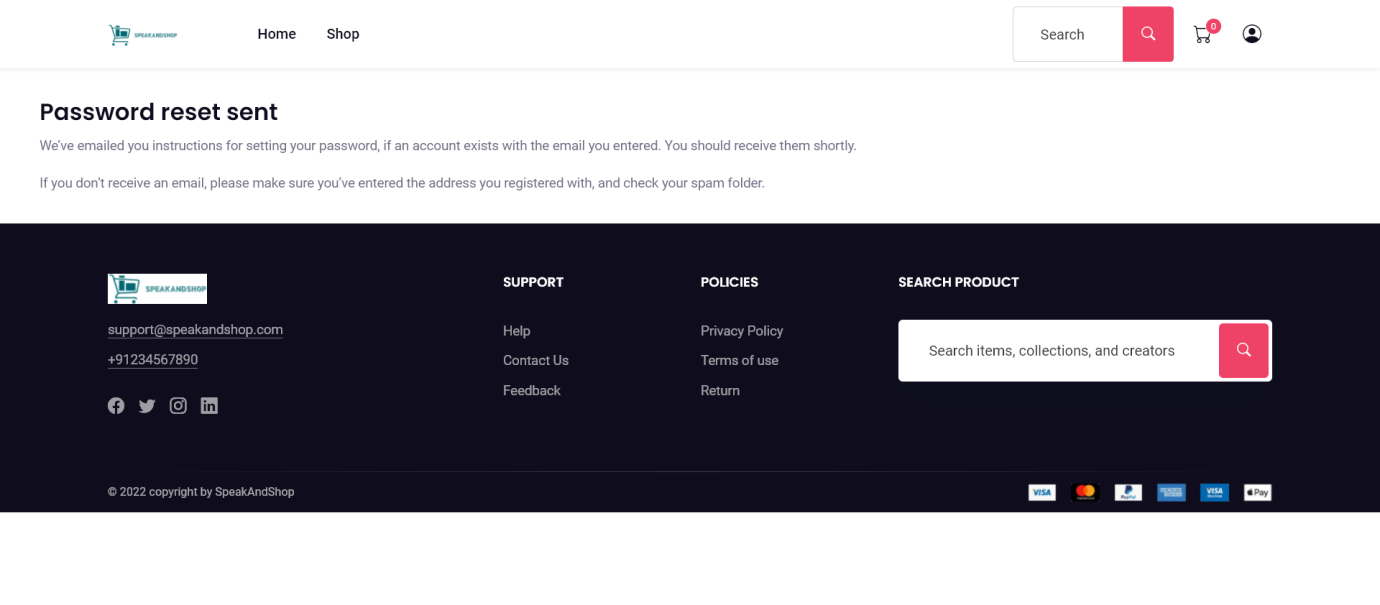 SPEAKANDSHOP
Home
Shop
Search
0
Password reset sent
We've emailed you instructions for setting your password, if an account exists with the email you entered. You should receive them shortly.
If you don't receive an email, please make sure you've entered the address you registered with, and check your spam folder.
SPEAKANDSHOP
support@speakandshop.com
+91234567890
SUPPORT
Help
Contact Us
Feedback
POLICIES
Privacy Policy
Terms of use
Return
SEARCH PRODUCT
Search items, collections, and creators
© 2022 copyright by SpeakAndShop
VISA
PayPal
VISA
Pay